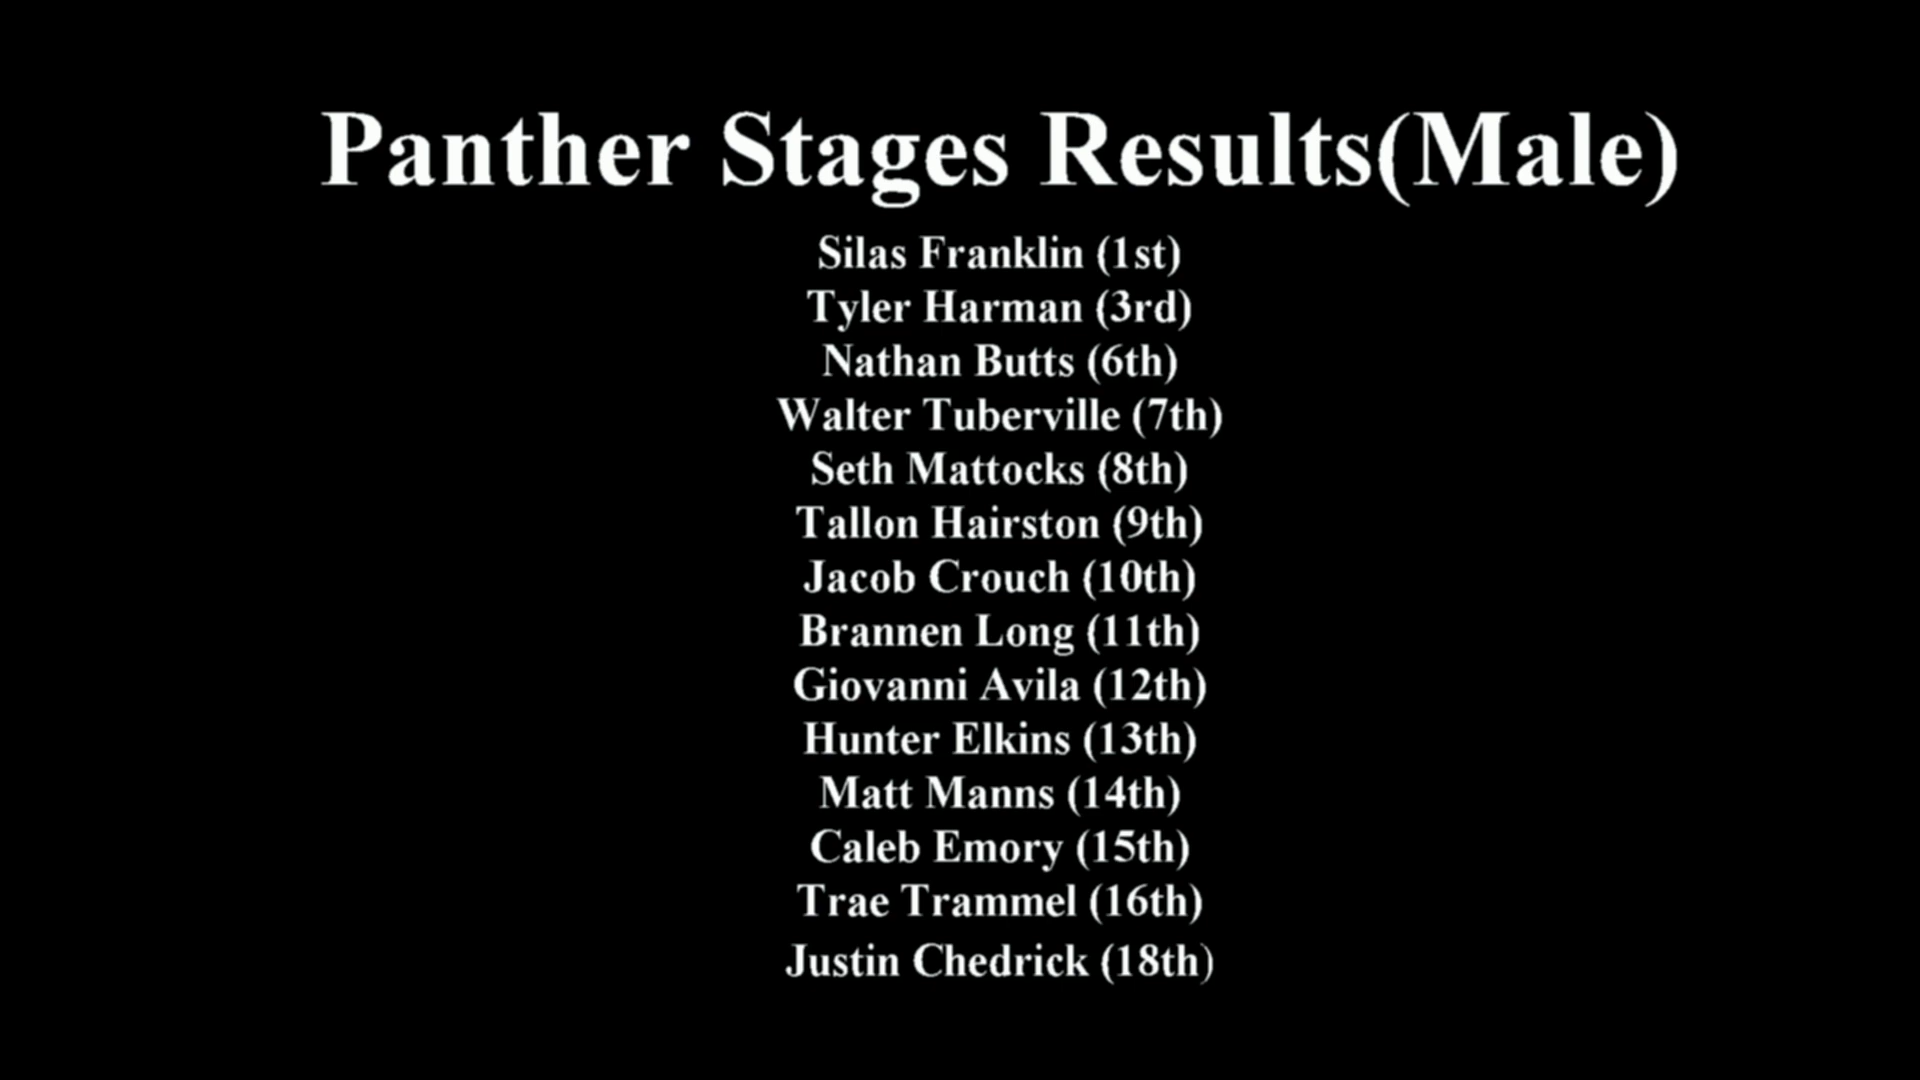 Panther Stages Results(Male)
Silas Franklin (1st)
Tyler Harman (3rd)
Nathan Butts (6th)
Walter Tuberville (7th)
Seth Mattocks (8th)
Tallon Hairston (9th)
Jacob Crouch (10th)
Brannen Long (11th)
Giovanni Avila (12th)
Hunter Elkins (13th)
Matt Manns (14th)
Caleb Emory (15th)
Trae Trammel (16th)
Justin Chedrick (18th)